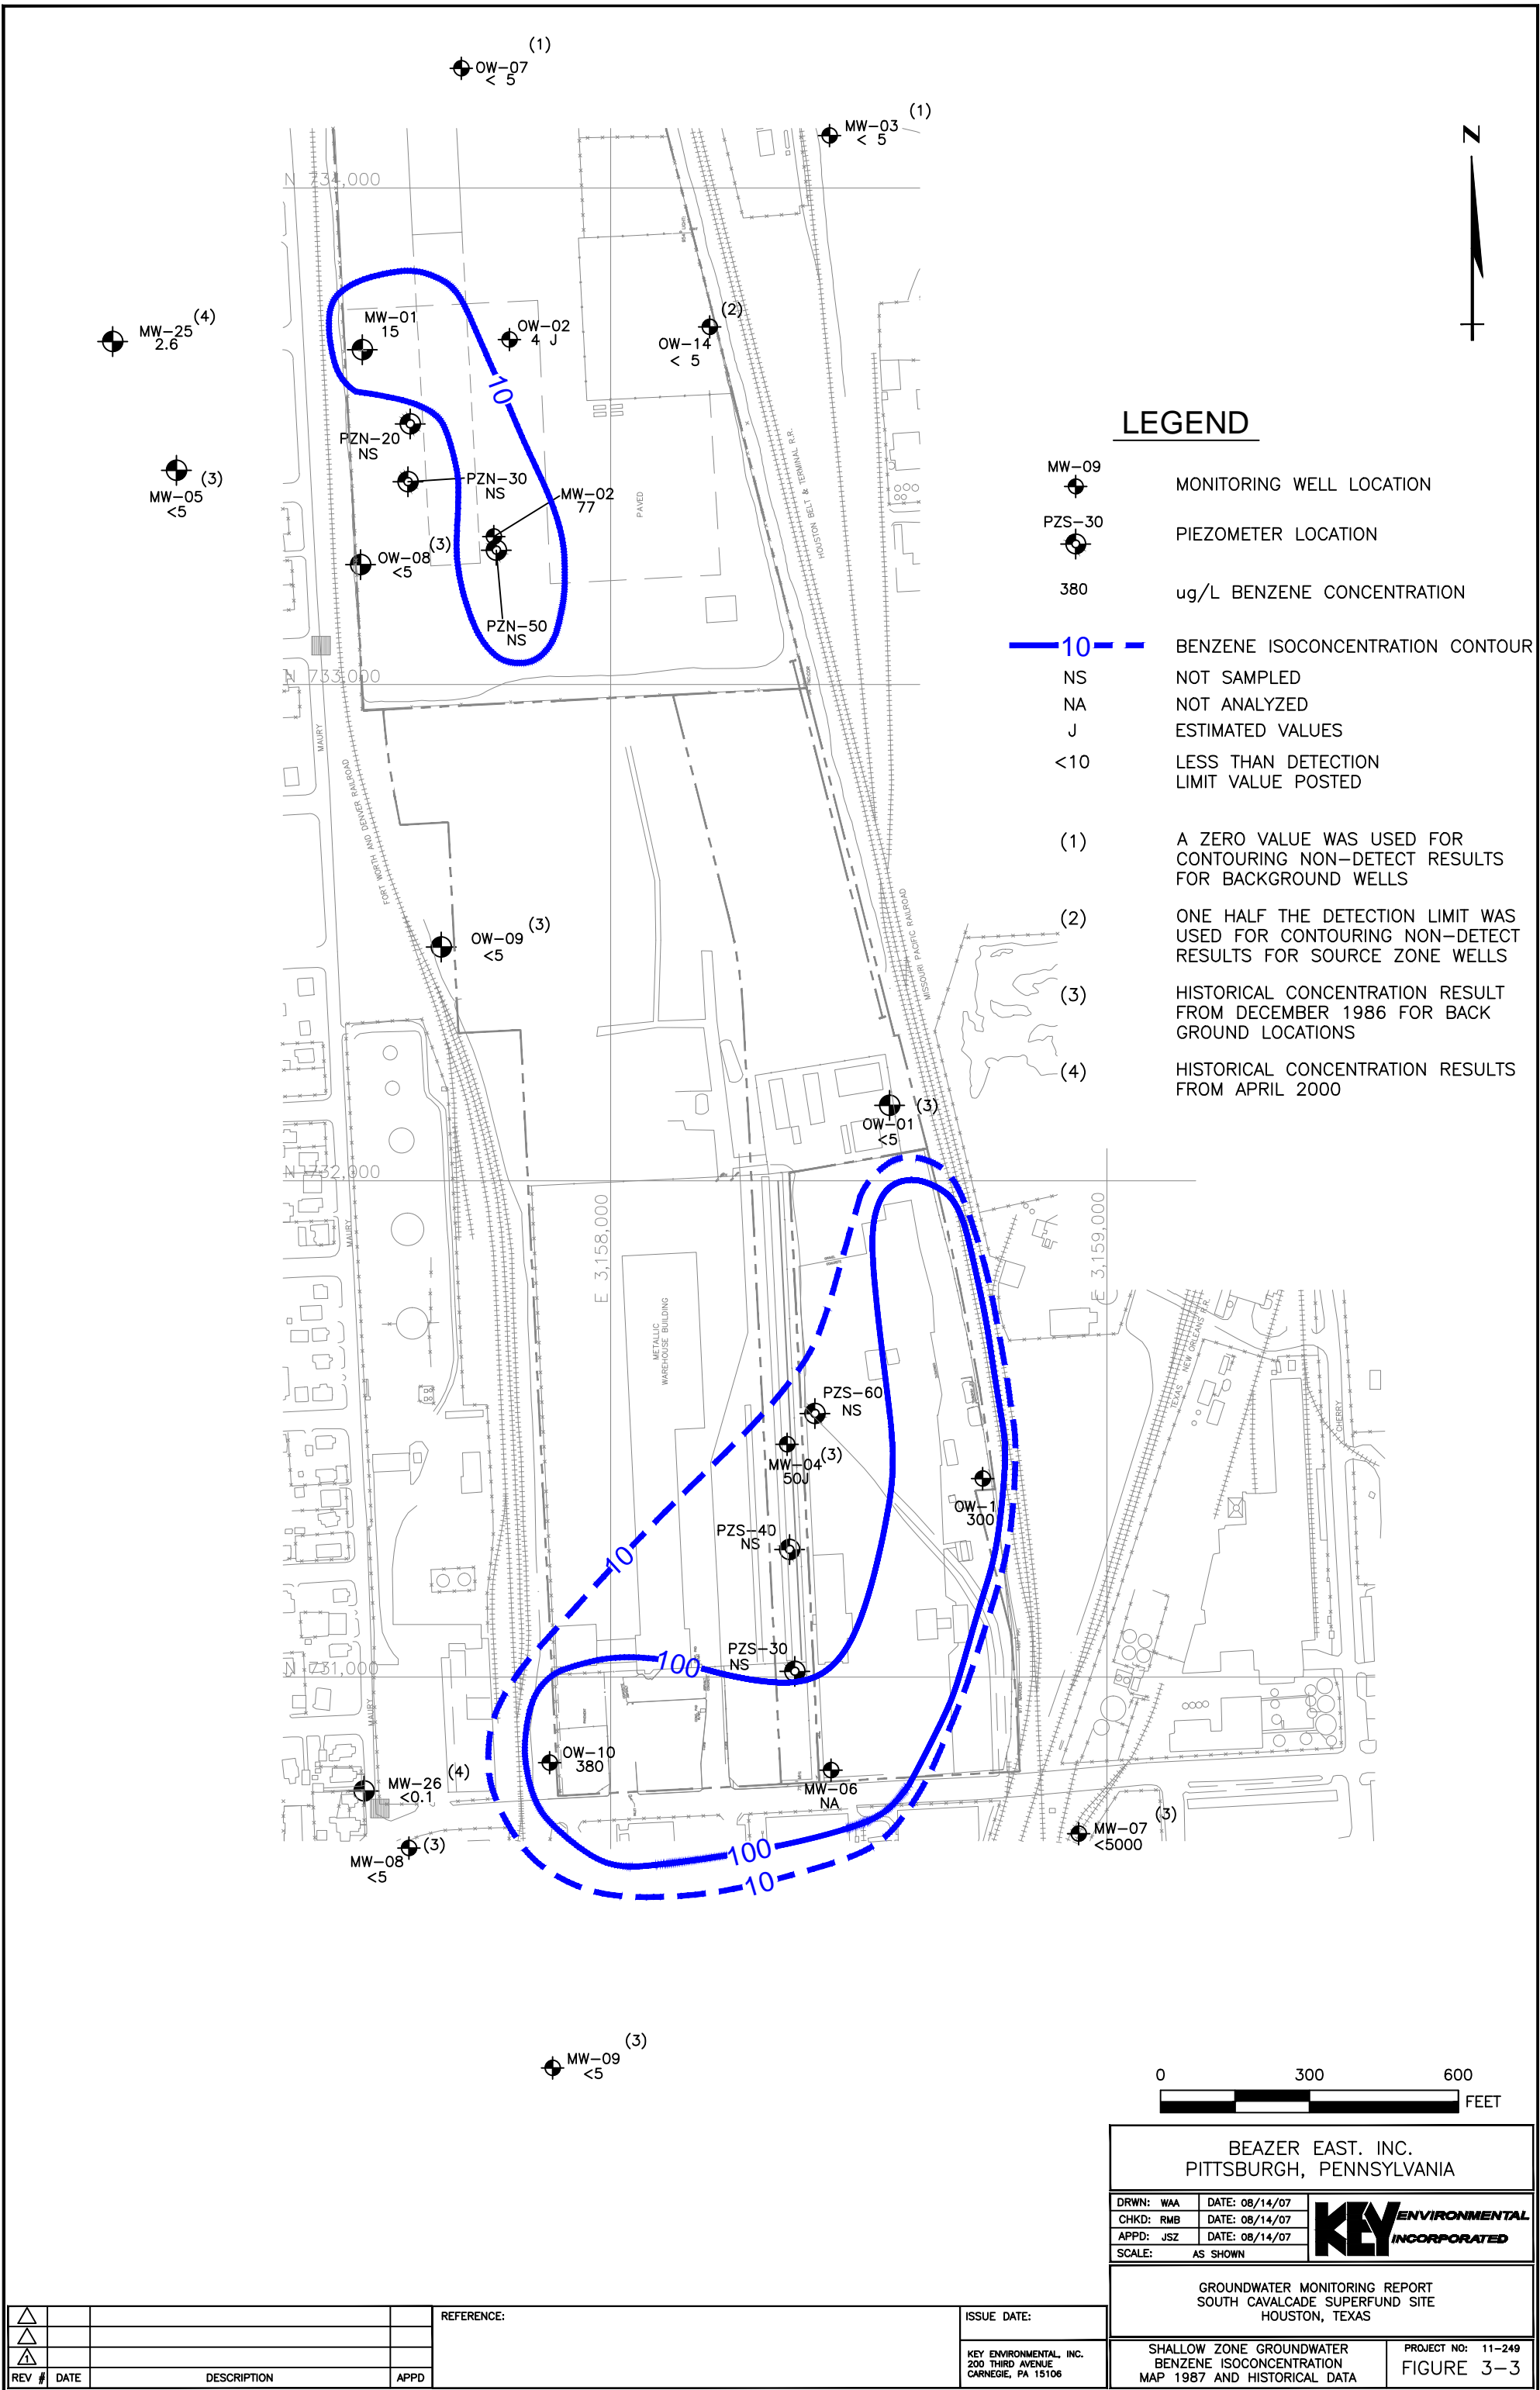 (1)
OW-07
< 5
(1)
MW-03
< 5
N
N 734,000
854 LIGHT
(4)
MW-25
2.6
MW-01
15
OW-02
4 J
(2)
OW-14
< 5
10
LEGEND
MW-09
MONITORING WELL LOCATION
PZS-30
PIEZOMETER LOCATION
380
ug/L BENZENE CONCENTRATION
10
BENZENE ISOCONCENTRATION CONTOUR
NS
NOT SAMPLED
NA
NOT ANALYZED
J
ESTIMATED VALUES
<10
LESS THAN DETECTION
LIMIT VALUE POSTED
(1)
A ZERO VALUE WAS USED FOR
CONTOURING NON-DETECT RESULTS
FOR BACKGROUND WELLS
(2)
ONE HALF THE DETECTION LIMIT WAS
USED FOR CONTOURING NON-DETECT
RESULTS FOR SOURCE ZONE WELLS
(3)
HISTORICAL CONCENTRATION RESULT
FROM DECEMBER 1986 FOR BACK
GROUND LOCATIONS
(4)
HISTORICAL CONCENTRATION RESULTS
FROM APRIL 2000
PZN-20
NS
(3)
MW-05
<5
PZN-30
NS
MW-02
77
PAVED
HOUSTON BELT & TERMINAL R.R.
(3)
OW-08
<5
PZN-50
NS
N 733,000
MAURY
FORT WORTH AND DENVER RAILROAD
MISSOURI PACIFIC RAILROAD
(3)
OW-09
<5
(3)
OW-01
<5
N 732,000
MAURY
E 3,158,000
E 3,159,000
METALLIC
WAREHOUSE BUILDING
TEXAS NEW ORLEANS R.R.
CHERRY
PZS-60
NS
MW-04
(3)
50J
OW-1
300
PZS-40
NS
10
PZS-30
NS
100
N 731,000
MAURY
OW-10
380
MW-26
(4)
<0.1
MW-06
NA
(3)
MW-07
<5000
(3)
MW-08
<5
100
10
(3)
MW-09
<5
0 300 600
FEET
BEAZER EAST. INC.
PITTSBURGH, PENNSYLVANIA
DRWN: WAA DATE: 08/14/07
CHKD: RMB DATE: 08/14/07
APPD: JSZ DATE: 08/14/07
SCALE: AS SHOWN
KEY ENVIRONMENTAL
INCORPORATED
GROUNDWATER MONITORING REPORT
SOUTH CAVALCADE SUPERFUND SITE
HOUSTON, TEXAS
SHALLOW ZONE GROUNDWATER
BENZENE ISOCONCENTRATION
MAP 1987 AND HISTORICAL DATA
PROJECT NO: 11-249
FIGURE 3-3
REFERENCE:
ISSUE DATE:
KEY ENVIRONMENTAL, INC.
200 THIRD AVENUE
CARNEGIE, PA 15106
1
REV # DATE DESCRIPTION APPD